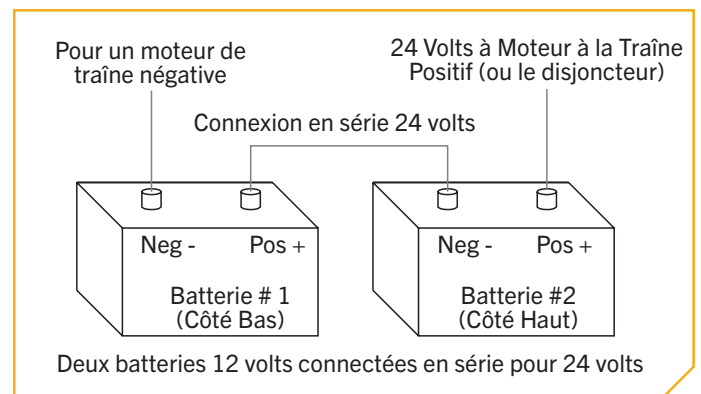 Pour un moteur de
traîne négative
24 Volts à Moteur à la Traîne
Positif (ou le disjoncteur)
Connexion en série 24 volts
Neg - Pos +
Batterie # 1
(Côté Bas)
Neg - Pos +
Batterie #2
(Côté Haut)
Deux batteries 12 volts connectées en série pour 24 volts